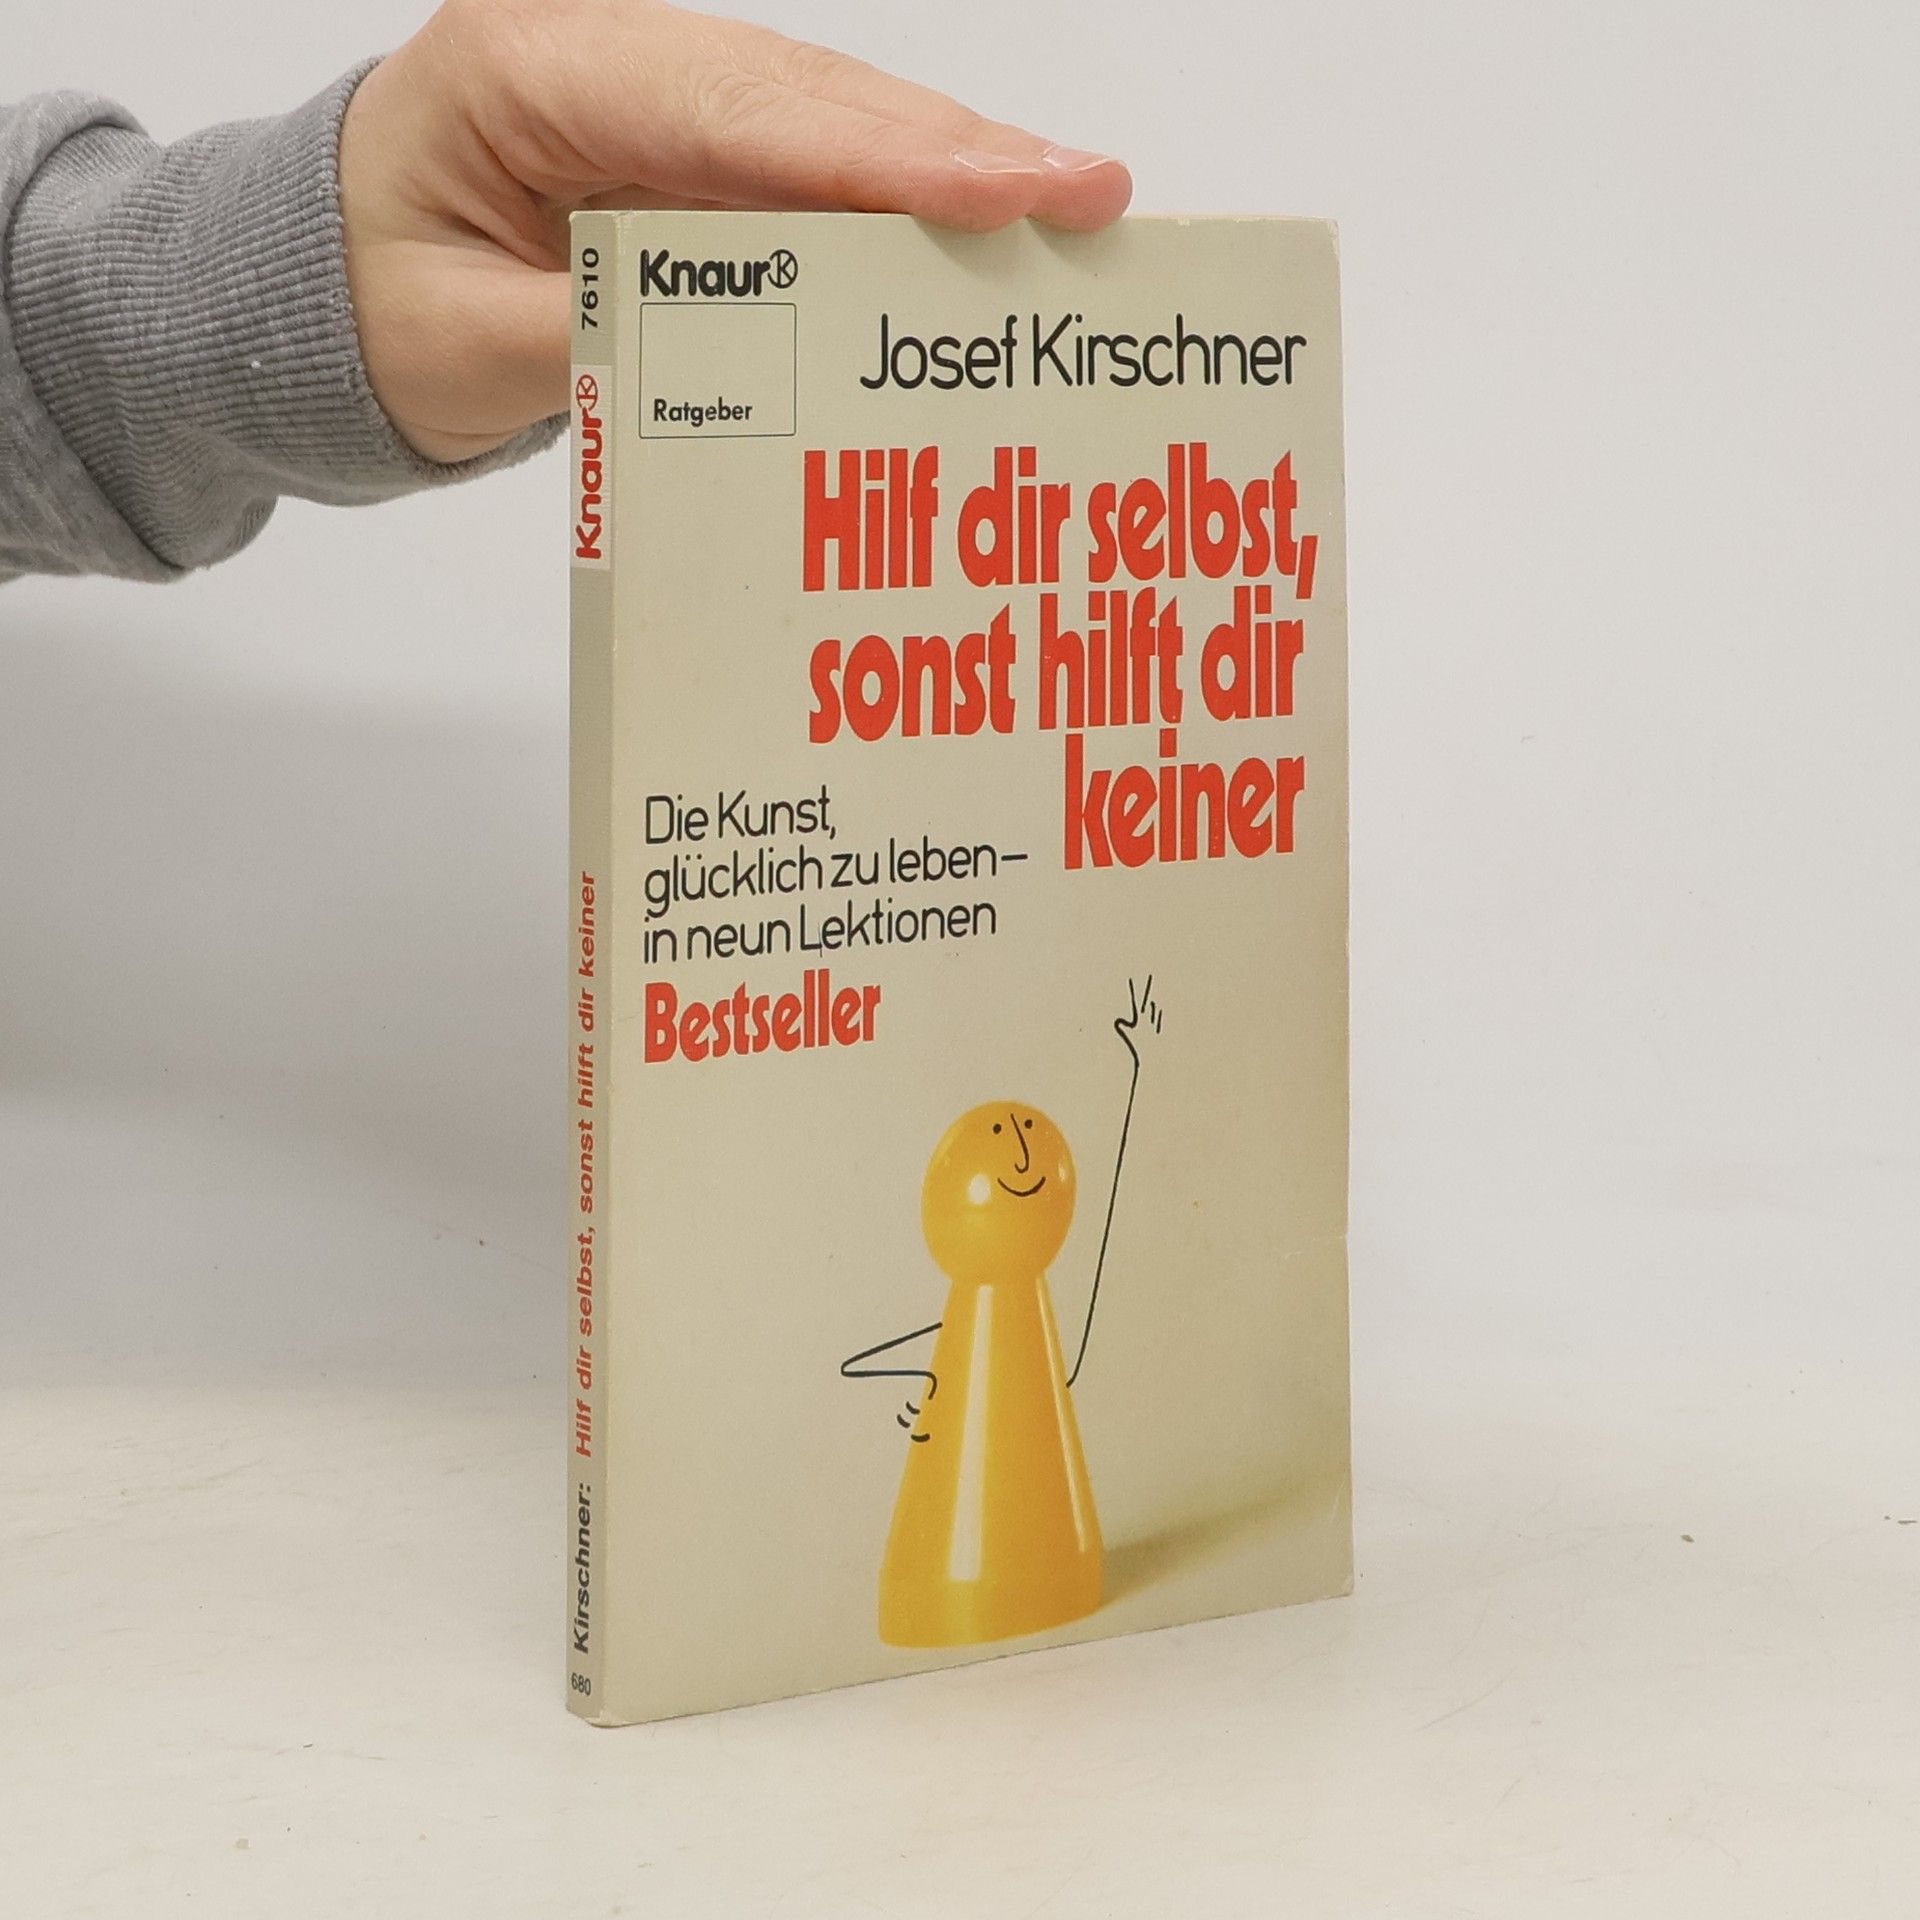 Knaur
Ratgeber
Josef Kirschner
Hilf dir selbst,
sonst hilft dir
keiner
Die Kunst,
glücklich zu leben–
in neun Lektionen
Bestseller
7610
Knaur
Kirschner: Hilf dir selbst, sonst hilft dir keiner
680